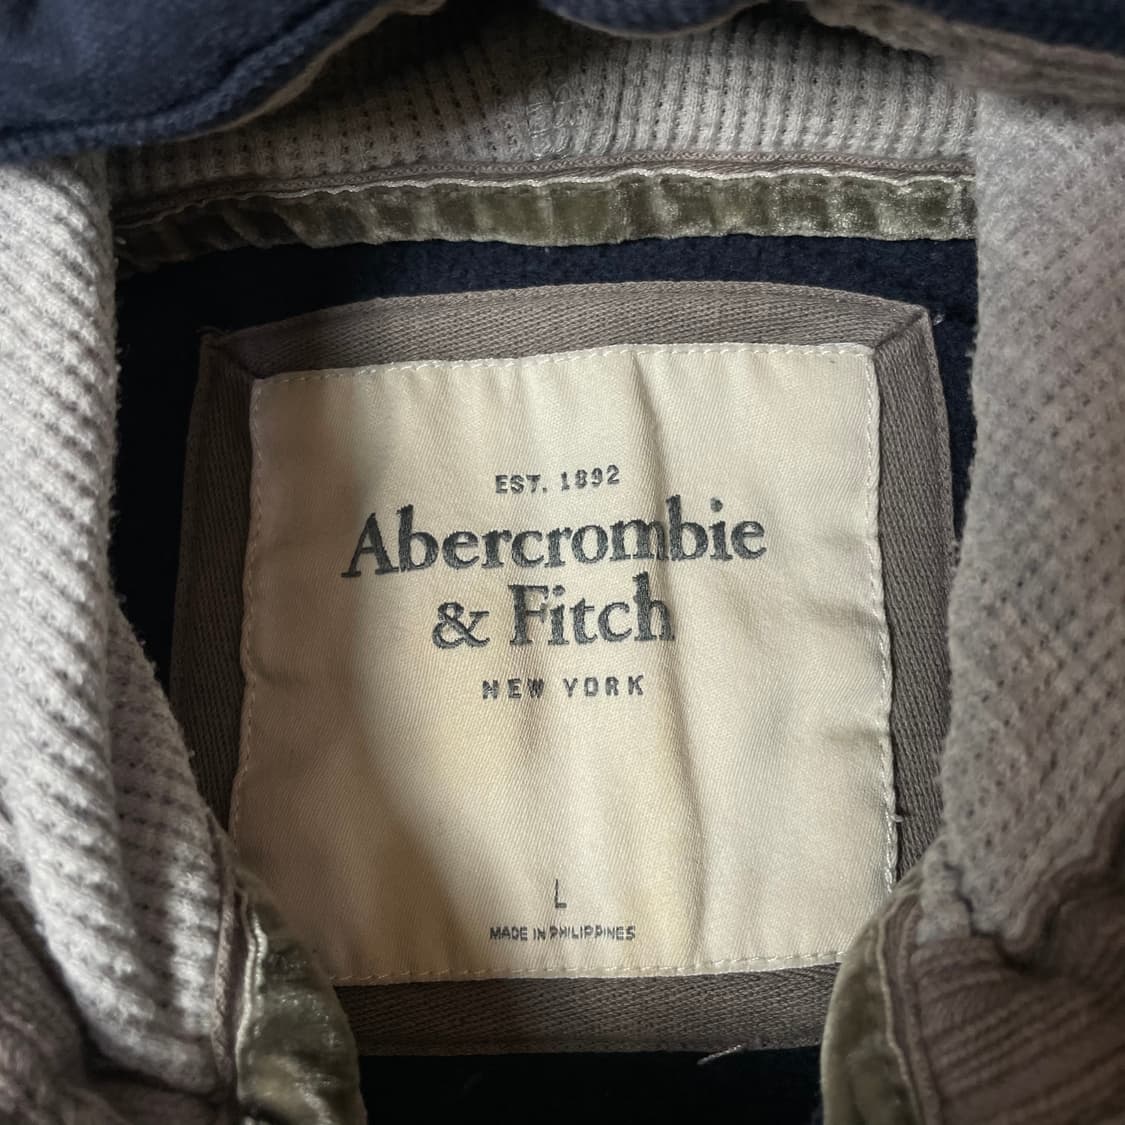 EST. 1892
Abercrombie
& Fitch
NEW YORK
L
MADE IN PHILIPPINES